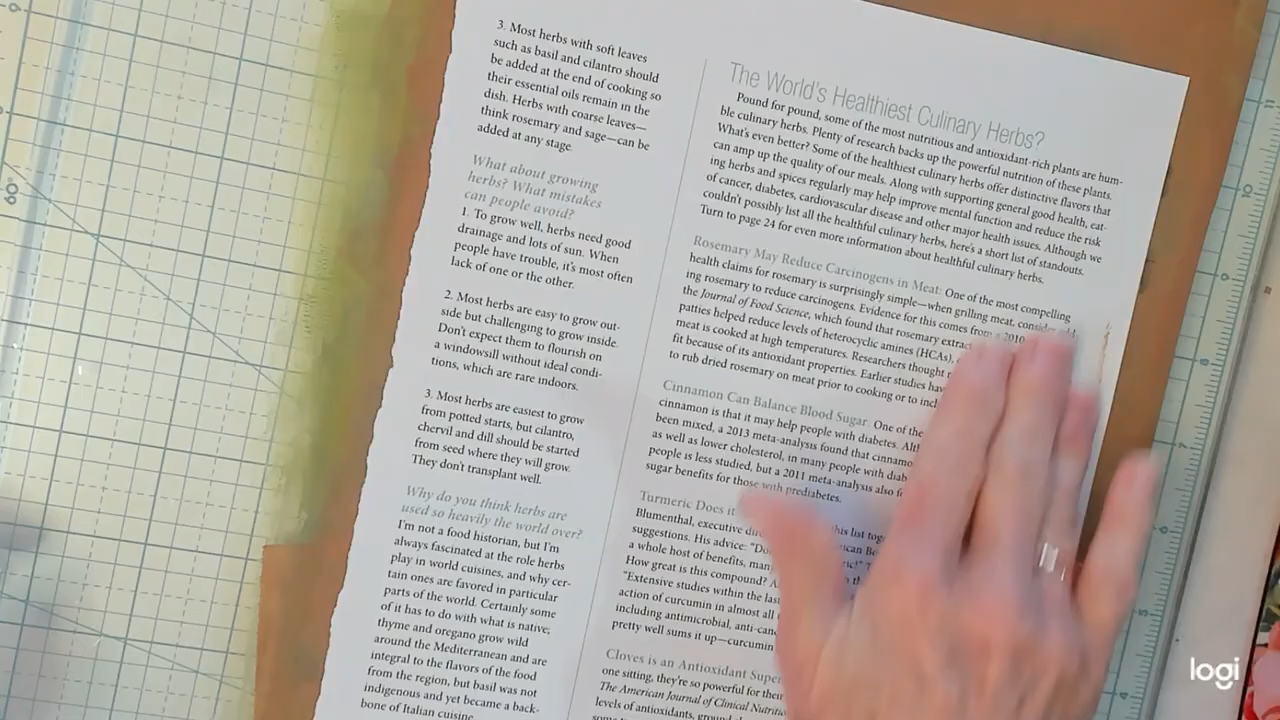 3. Most herbs with soft leaves
such as basil and cilantro should
be added at the end of cooking so
their essential oils remain in the
dish. Herbs with coarse leaves—
think rosemary and sage—can be
added at any stage.
What about growing
herbs? What mistakes
can people avoid?
1. To grow well, herbs need good
drainage and lots of sun. When
people have trouble, it's most often
lack of one or the other.
2. Most herbs are easy to grow out-
side but challenging to grow inside.
Don't expect them to flourish on
a windowsill without ideal condi-
tions, which are rare indoors.
3. Most herbs are easiest to grow
from potted starts, but cilantro,
chervil and dill should be started
from seed where they will grow.
They don't transplant well.
Why do you think herbs are
used so heavily the world over?
I'm not a food historian, but I'm
always fascinated at the role herbs
play in world cuisines, and why cer-
tain ones are favored in particular
parts of the world. Certainly some
of it has to do with what is native;
thyme and oregano grow wild
around the Mediterranean and are
integral to the flavors of the food
from the region, but basil was not
indigenous and yet became a back-
bone of Italian cuisine
The World's Healthiest Culinary Herbs?
Pound for pound, some of the most nutritious and antioxidant-rich plants are hum-
ble culinary herbs. Plenty of research backs up the powerful nutrition of these plants.
What's even better? Some of the healthiest culinary herbs offer distinctive flavors that
can amp up the quality of our meals. Along with supporting general good health, eat-
ing herbs and spices regularly may help improve mental function and reduce the risk
of cancer, diabetes, cardiovascular disease and other major health issues. Although we
couldn't possibly list all the healthful culinary herbs, here's a short list of standouts.
Turn to page 24 for even more information about healthful culinary herbs.
Rosemary May Reduce Carcinogens in Meat: One of the most compelling
health claims for rosemary is surprisingly simple—when grilling meat, consider
ing rosemary to reduce carcinogens. Evidence for this comes from a 2010
the Journal of Food Science, which found that rosemary extract
patties helped reduce levels of heterocyclic amines (HCAs),
meat is cooked at high temperatures. Researchers thought
fit because of its antioxidant properties. Earlier studies have
to rub dried rosemary on meat prior to cooking or to
Cinnamon Can Balance Blood Sugar: One of the
cinnamon is that it may help people with diabetes.
been mixed, a 2013 meta-analysis found that
as well as lower cholesterol, in many people with
people is less studied, but a 2011 meta-analysis also
sugar benefits for those with prediabetes.
Turmeric Does it this list
Blumenthal, executive
suggestions. His advice:
a whole host of benefits,
How great is this compound?
"Extensive studies within the
action of curcumin in almost all
including antimicrobial,
pretty well sums it up—curcumin
Cloves is an Antioxidant
one sitting, they're so powerful for their
The American Journal of Clinical
levels of antioxidants,
logi